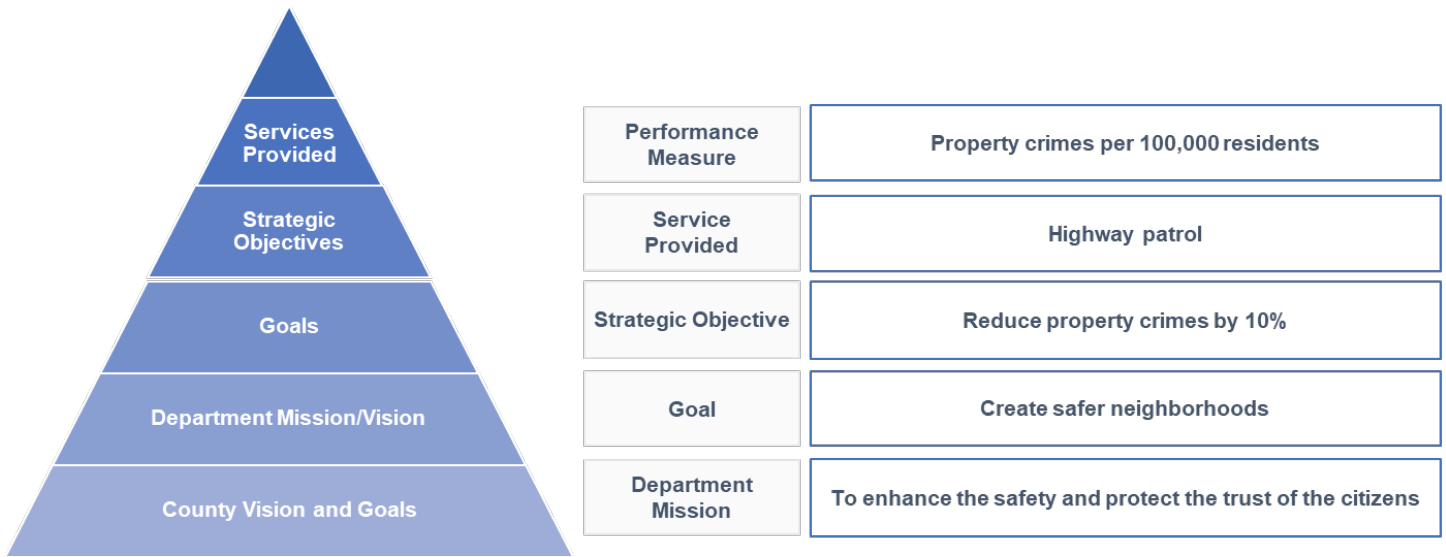 Services
Provided
Strategic
Objectives
Goals
Department Mission/Vision
County Vision and Goals
Performance
Measure
Property crimes per 100,000 residents
Service
Provided
Highway patrol
Strategic Objective
Reduce property crimes by 10%
Goal
Create safer neighborhoods
Department
Mission
To enhance the safety and protect the trust of the citizens